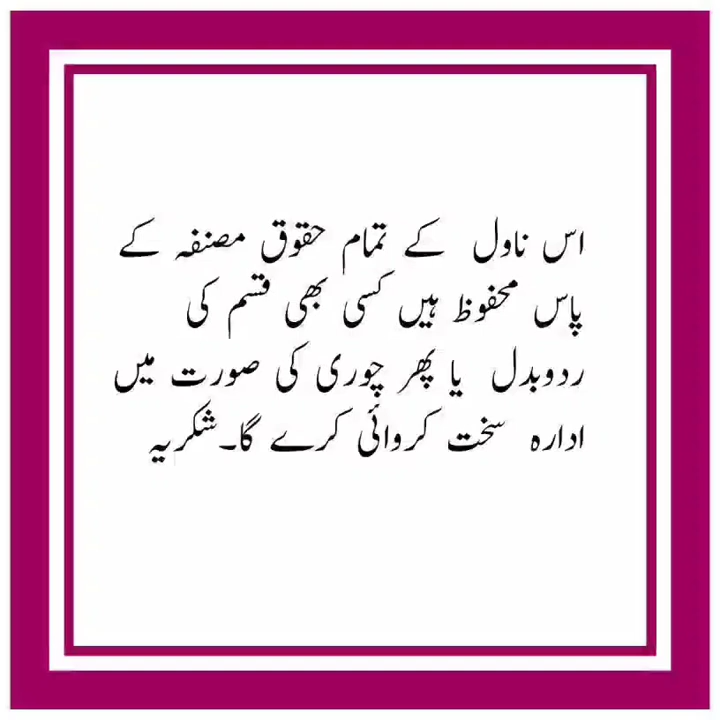 اس ناول کے تمام حقوق مصنفہ کے
پاس محفوظ ہیں کسی بھی قسم کی
ردوبدل یا پھر چوری کی صورت میں
ادارہ سخت کروائی کرے گا۔شکریہ